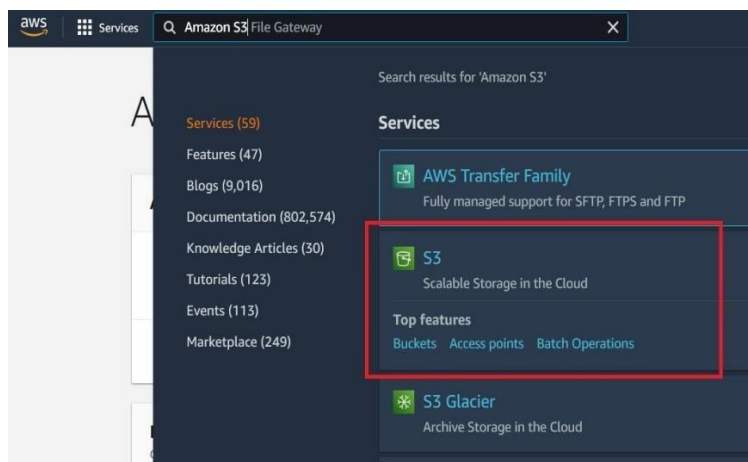 aws Services Amazon S3 File Gateway X
Search results for 'Amazon S3'
A
Services (59)
Features (47)
Blogs (9,016)
Documentation (802,574)
Knowledge Articles (30)
Tutorials (123)
Events (113)
Marketplace (249)
Services
AWS Transfer Family
Fully managed support for SFTP, FTPS and FTP
S3
Scalable Storage in the Cloud
Top features
Buckets Access points Batch Operations
S3 Glacier
Archive Storage in the Cloud